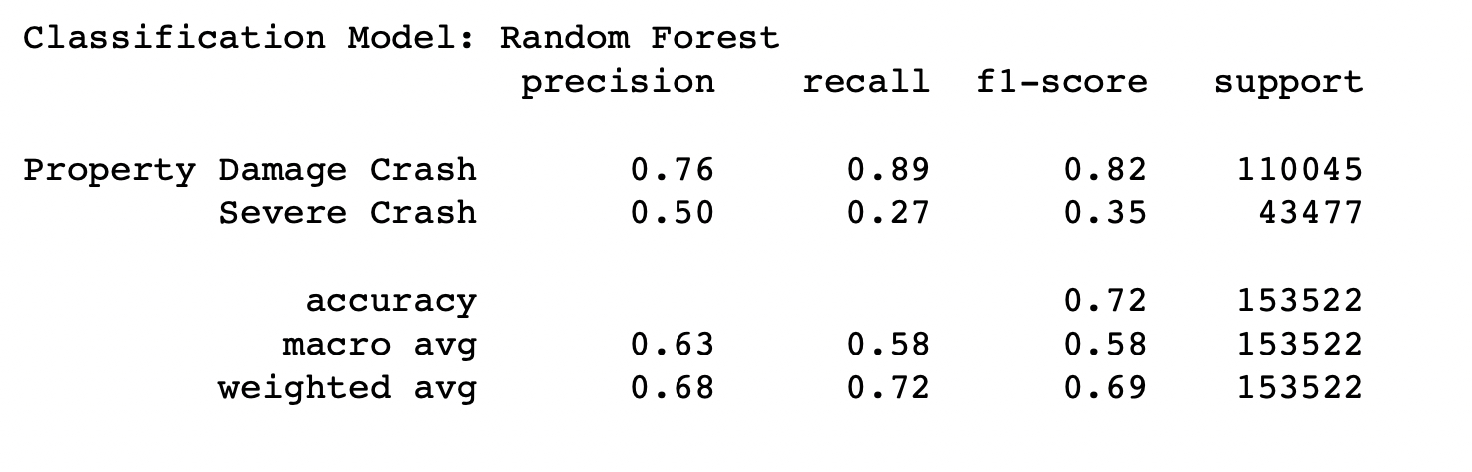 Classification Model: Random Forest
precision recall f1-score support
Property Damage Crash 0.76 0.89 0.82 110045
Severe Crash 0.50 0.27 0.35 43477
accuracy 0.72 153522
macro avg 0.63 0.58 0.58 153522
weighted avg 0.68 0.72 0.69 153522